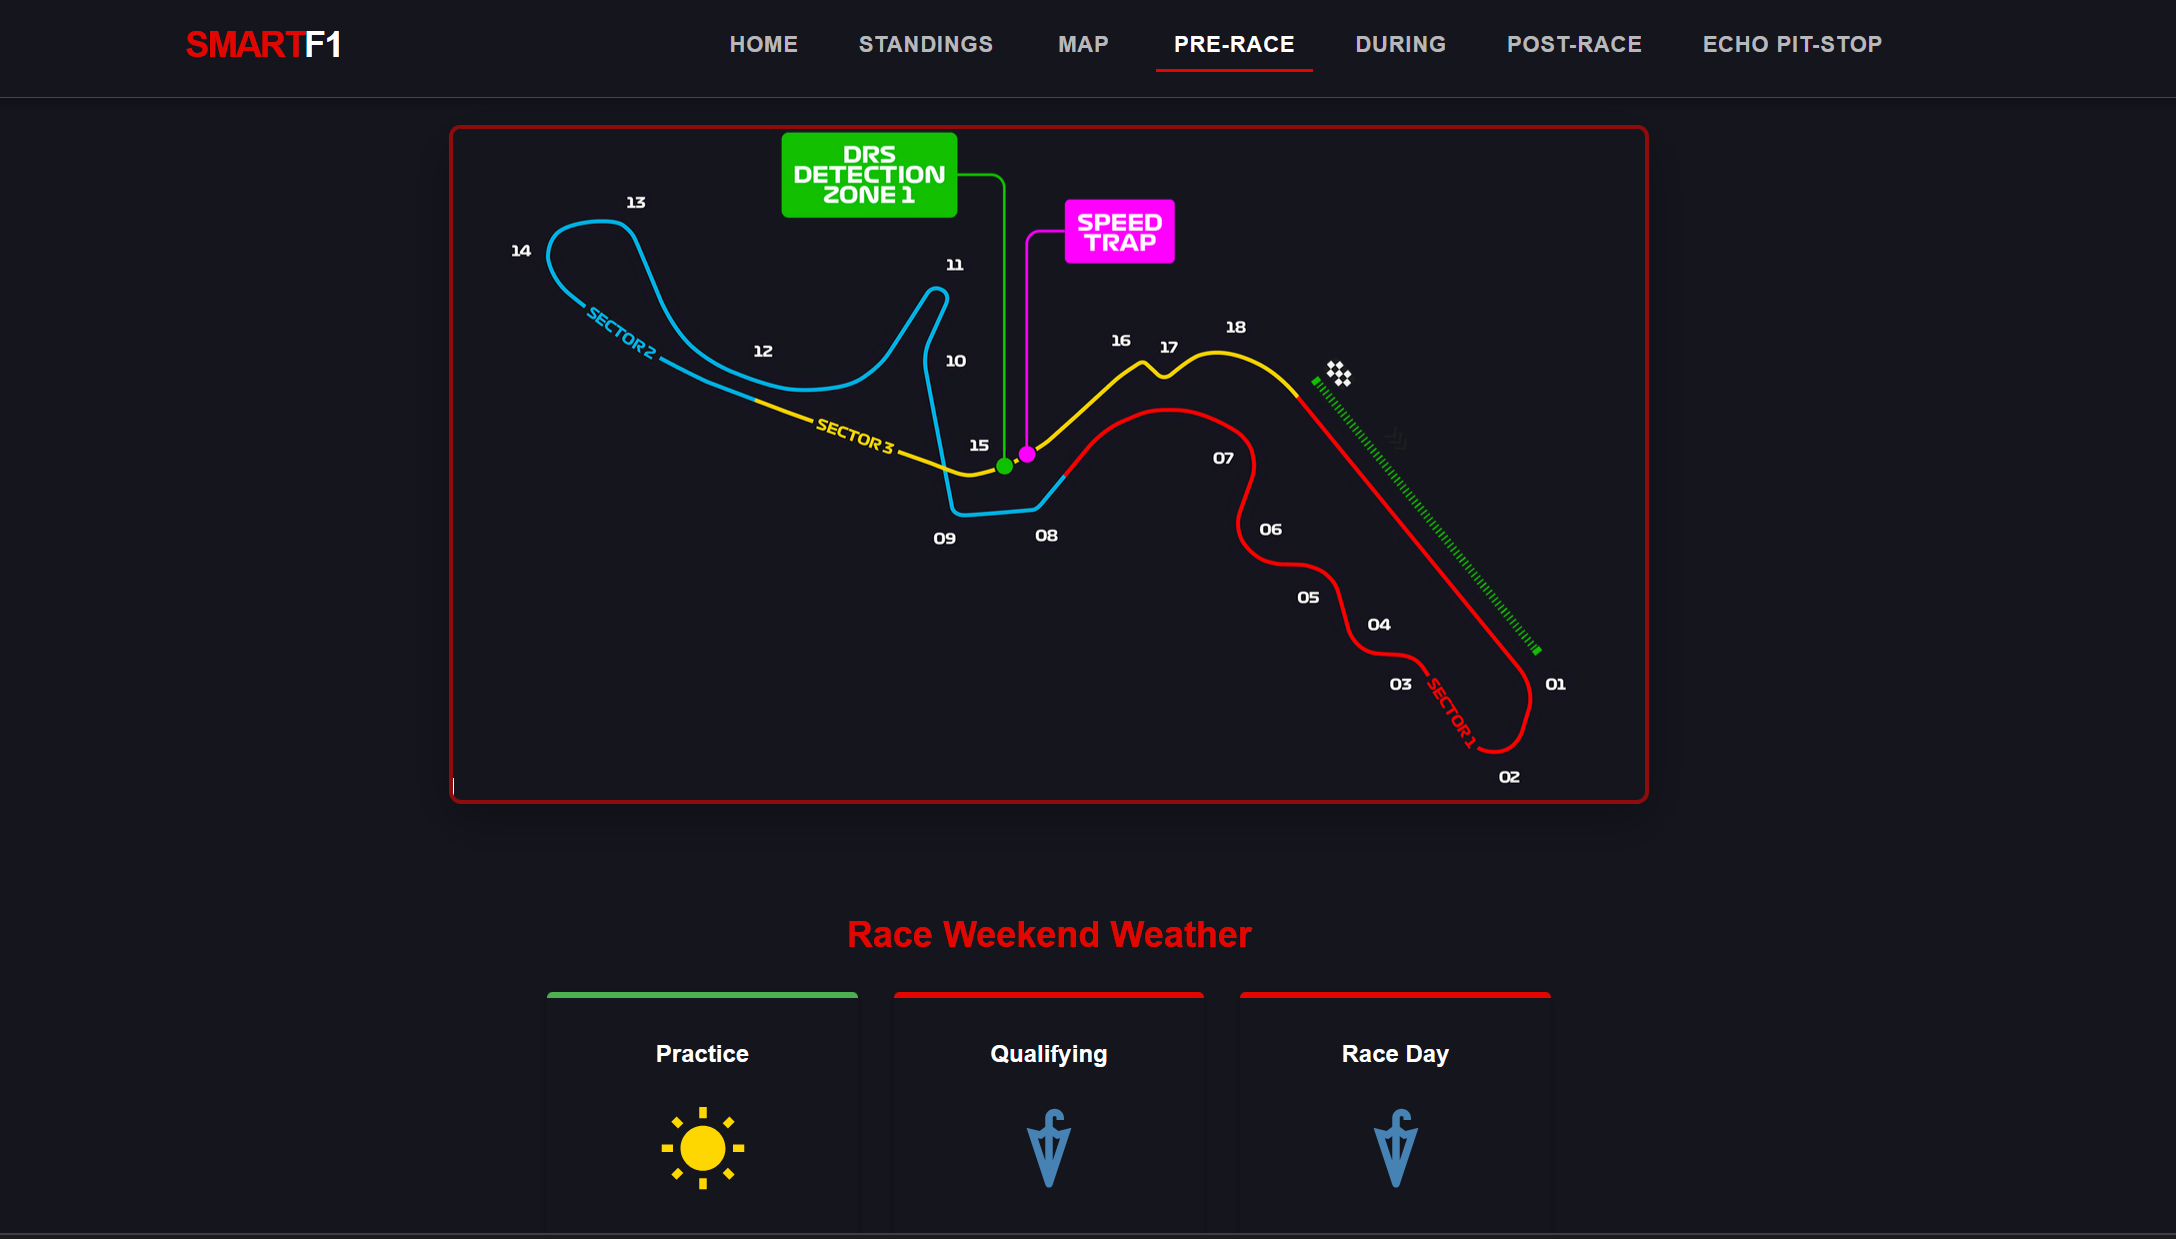 SMARTF1
HOME
STANDINGS
MAP
PRE-RACE
DURING
POST-RACE
ECHO PIT-STOP
DRS
DETECTION
ZONE 1
SPEED
TRAP
13
14
11
SECTOR 2
12
10
16
17
18
SECTOR 3
15
07
09
08
06
05
04
03
SECTOR 1
01
02
Race Weekend Weather
Practice
Qualifying
Race Day